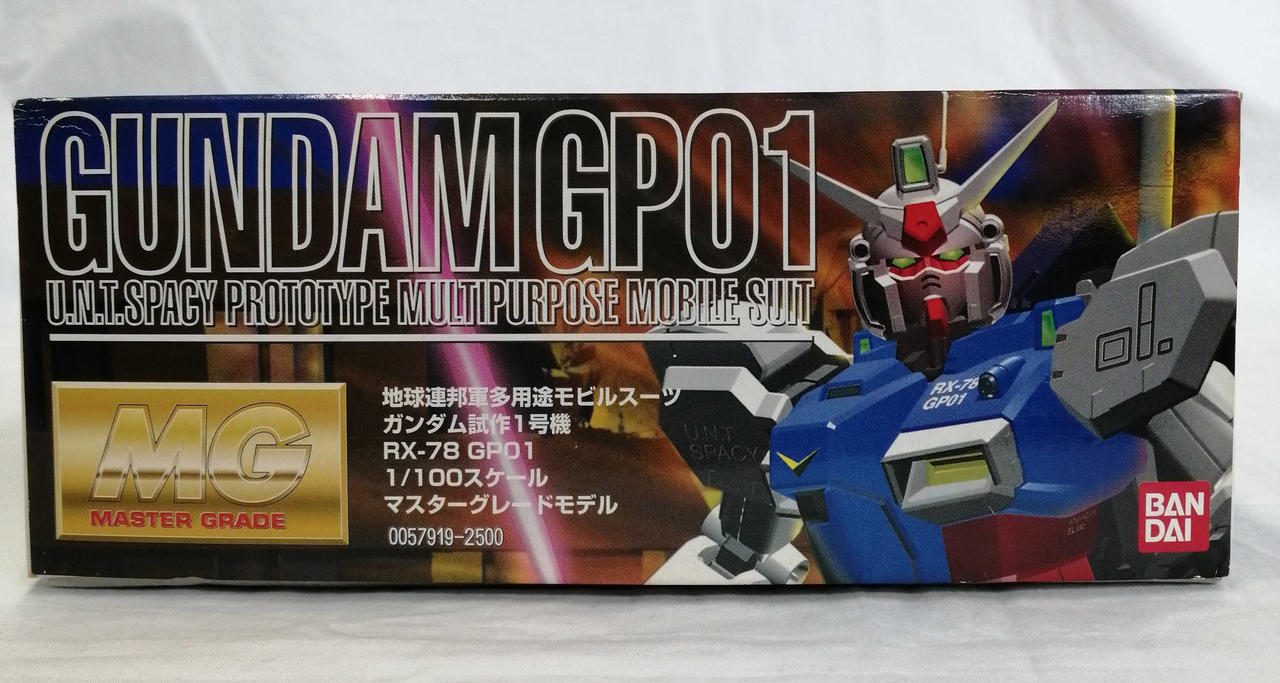 GUNDAM GP01
U.N.T. SPACY PROTOTYPE MULTIPURPOSE MOBILE SUIT
MG
MASTER GRADE
地球連邦軍多用途モビルスーツ
ガンダム試作1号機
RX-78 GP01
1/100スケール
マスターグレードモデル
0057919-2500
U.N.T
SPACY
RX-78
GP01
01.
BAN
DAI